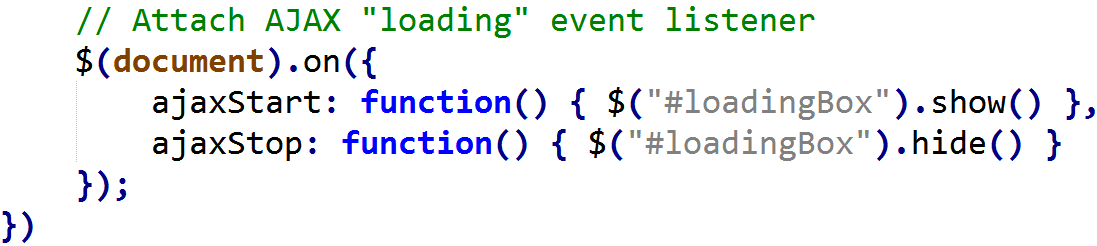 // Attach AJAX "loading" event listener
$(document).on({
ajaxStart: function() { $("#loadingBox").show() },
ajaxStop: function() { $("#loadingBox").hide() }
});
})